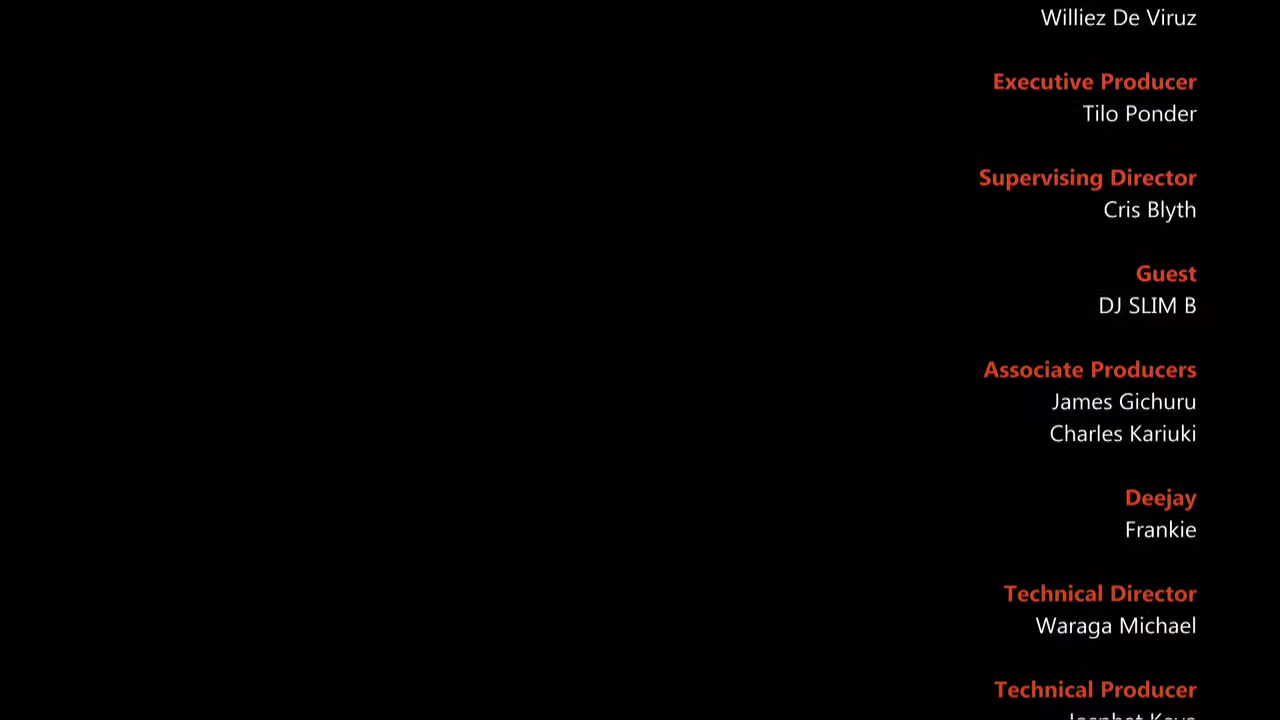 Williez De Viruz
Executive Producer
Tilo Ponder
Supervising Director
Cris Blyth
Guest
DJ SLIM B
Associate Producers
James Gichuru
Charles Kariuki
Deejay
Frankie
Technical Director
Waraga Michael
Technical Producer